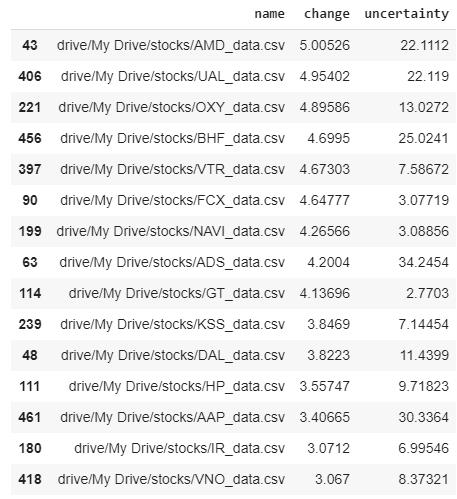 name change uncertainty
43 drive/My Drive/stocks/AMD_data.csv 5.00526 22.1112
406 drive/My Drive/stocks/UAL_data.csv 4.95402 22.119
221 drive/My Drive/stocks/OXY_data.csv 4.89586 13.0272
456 drive/My Drive/stocks/BHF_data.csv 4.6995 25.0241
397 drive/My Drive/stocks/VTR_data.csv 4.67303 7.58672
90 drive/My Drive/stocks/FCX_data.csv 4.64777 3.07719
199 drive/My Drive/stocks/NAVI_data.csv 4.26566 3.08856
63 drive/My Drive/stocks/ADS_data.csv 4.2004 34.2454
114 drive/My Drive/stocks/GT_data.csv 4.13696 2.7703
239 drive/My Drive/stocks/KSS_data.csv 3.8469 7.14454
48 drive/My Drive/stocks/DAL_data.csv 3.8223 11.4399
111 drive/My Drive/stocks/HP_data.csv 3.55747 9.71823
461 drive/My Drive/stocks/AAP_data.csv 3.40665 30.3364
180 drive/My Drive/stocks/IR_data.csv 3.0712 6.99546
418 drive/My Drive/stocks/VNO_data.csv 3.067 8.37321